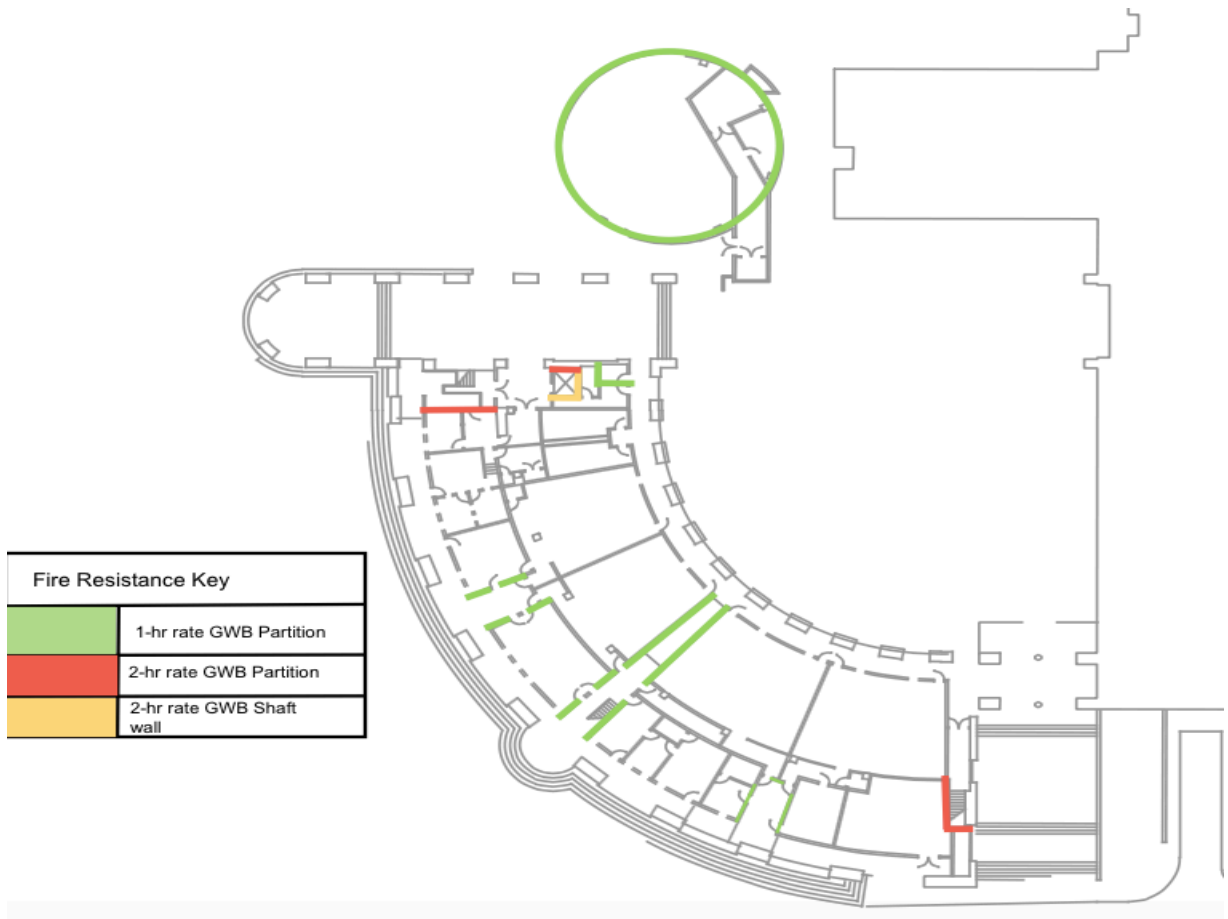 Fire Resistance Key
1-hr rate GWB Partition
2-hr rate GWB Partition
2-hr rate GWB Shaft
wall